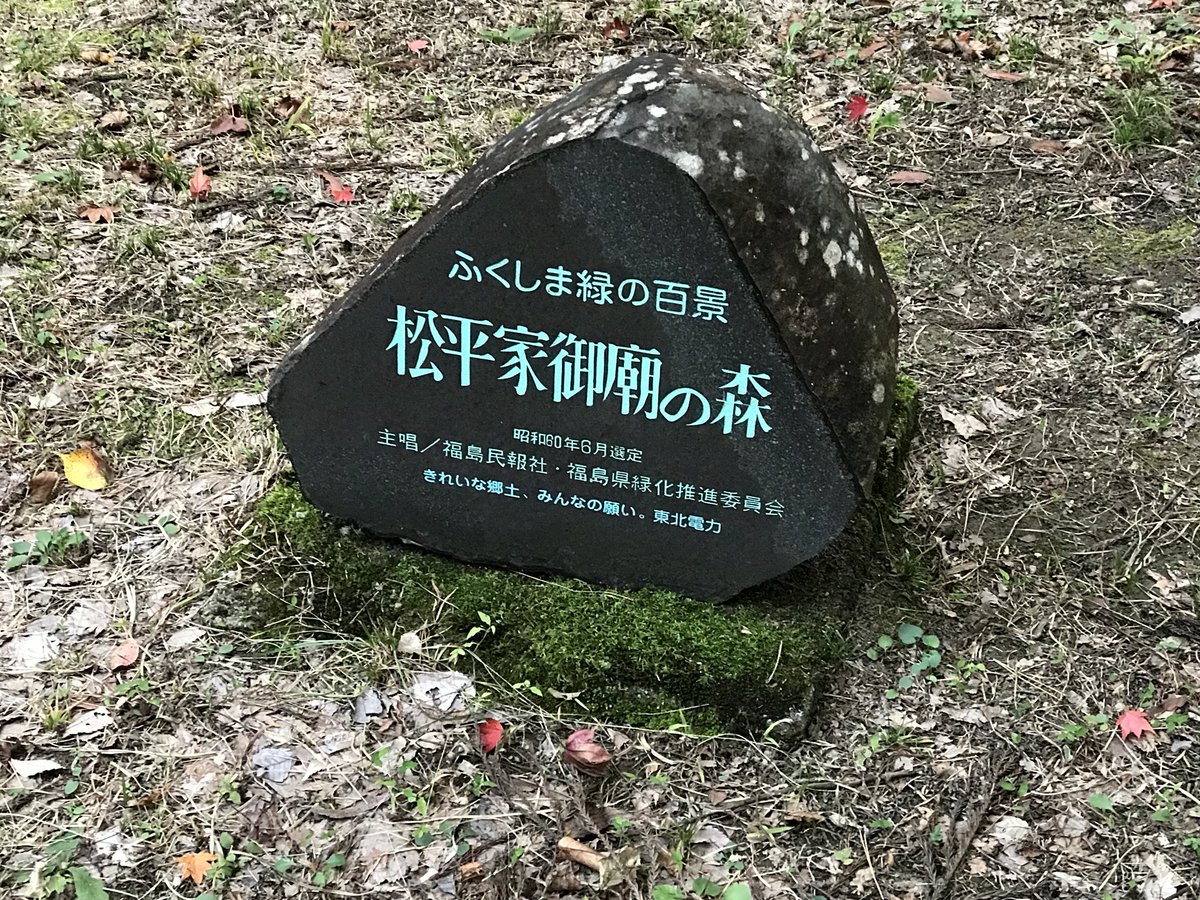 ふくしま緑の百景
松平家御廟の森
昭和60年6月選定
主唱／福島民報社・福島県緑化推進委員会
きれいな郷土、みんなの願い。東北電力